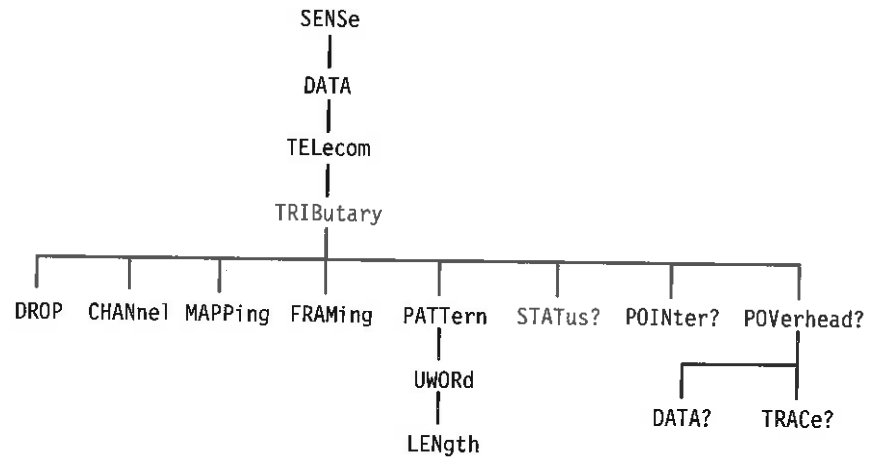 SENSe
DATA
TELecom
TRIButary
DROP CHANnel MAPPing FRAMing PATTern STATus? POINter? POVerhead?
UWORd
DATA? TRACe?
LENgth